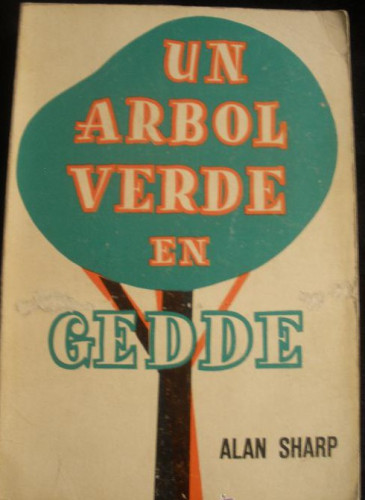 UN
ARBOL
VERDE
EN
GEDDE
ALAN SHARP